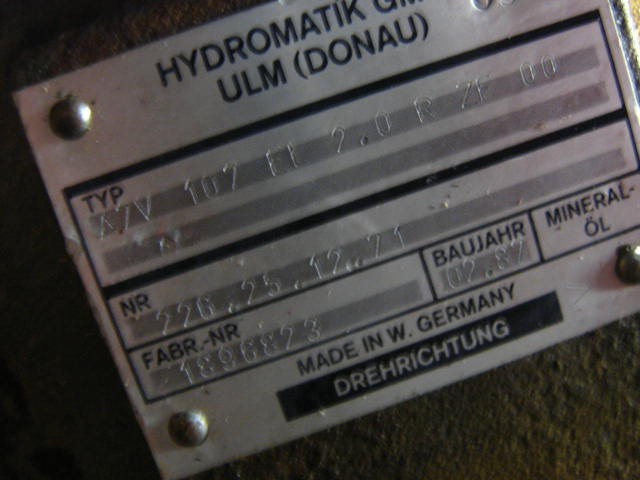 HYDROMATIK GM
ULM (DONAU)
TYP
A7V 107 EL 2.0 R ZF 00
NR
226.25.12.71
BAUJAHR
02.87
MINERAL-
ÖL
FABR.-NR
1896823
MADE IN W. GERMANY
DREHRICHTUNG